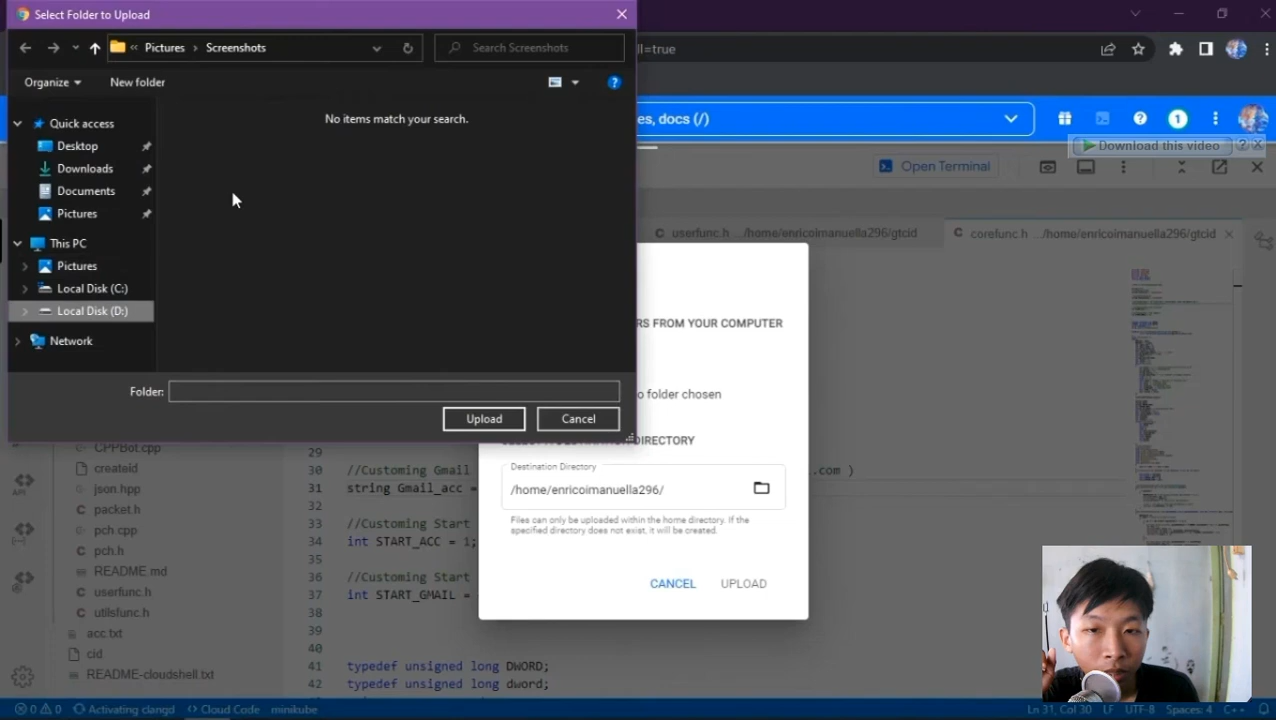 Select Folder to Upload
« Pictures › Screenshots
Search Screenshots
Organize
New folder
No items match your search.
Quick access
Desktop
Downloads
Documents
Pictures
This PC
Pictures
Local Disk (C:)
Local Disk (D:)
Network
Folder:
Upload
Cancel
ll=true
es, docs (/)
1
Download this video
Open Terminal
userfunc.h .../home/enricoimanuella296/gtcid
corefunc.h .../home/enricoimanuella296/gtcid
RS FROM YOUR COMPUTER
o folder chosen
DIRECTORY
Destination Directory
/home/enricoimanuella296/
Files can only be uploaded within the home directory. If the
specified directory does not exist, it will be created.
CANCEL
UPLOAD
CPPBot.cpp
createid
json.hpp
packet.h
pch.cpp
pch.h
README.md
userfunc.h
utilsfunc.h
acc.txt
cid
README-cloudshell.txt
29
30 //Customing Gmail .com )
31 string Gmail_acc =
32
33 //Customing Start
34 int START_ACC = 1;
35
36 //Customing Start
37 int START_GMAIL =
38
39
40
41 typedef unsigned long DWORD;
42 typedef unsigned long dword;
0 0 Activating clangd Cloud Code minikube
Ln 31, Col 30 LF UTF-8 Spaces: 4 C++